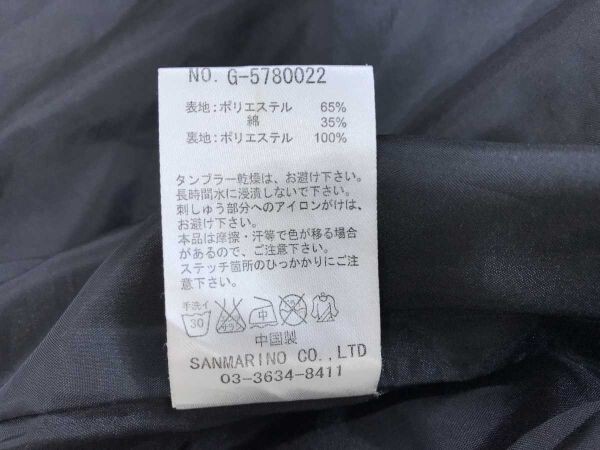 NO. G-5780022
表地:ポリエステル 65%
綿 35%
裏地:ポリエステル 100%
タンブラー乾燥は、お避け下さい。
長時間水に浸漬しないで下さい。
刺しゅう部分へのアイロンがけは、
お避け下さい。
本品は摩擦・汗等で色が移る場合
があるので、ご注意下さい。
ステッチ箇所のひっかかりにご注
意下さい。
手洗イ
30 エンソ サラシ 中
中国製
SANMARINO CO.,LTD
03-3634-8411